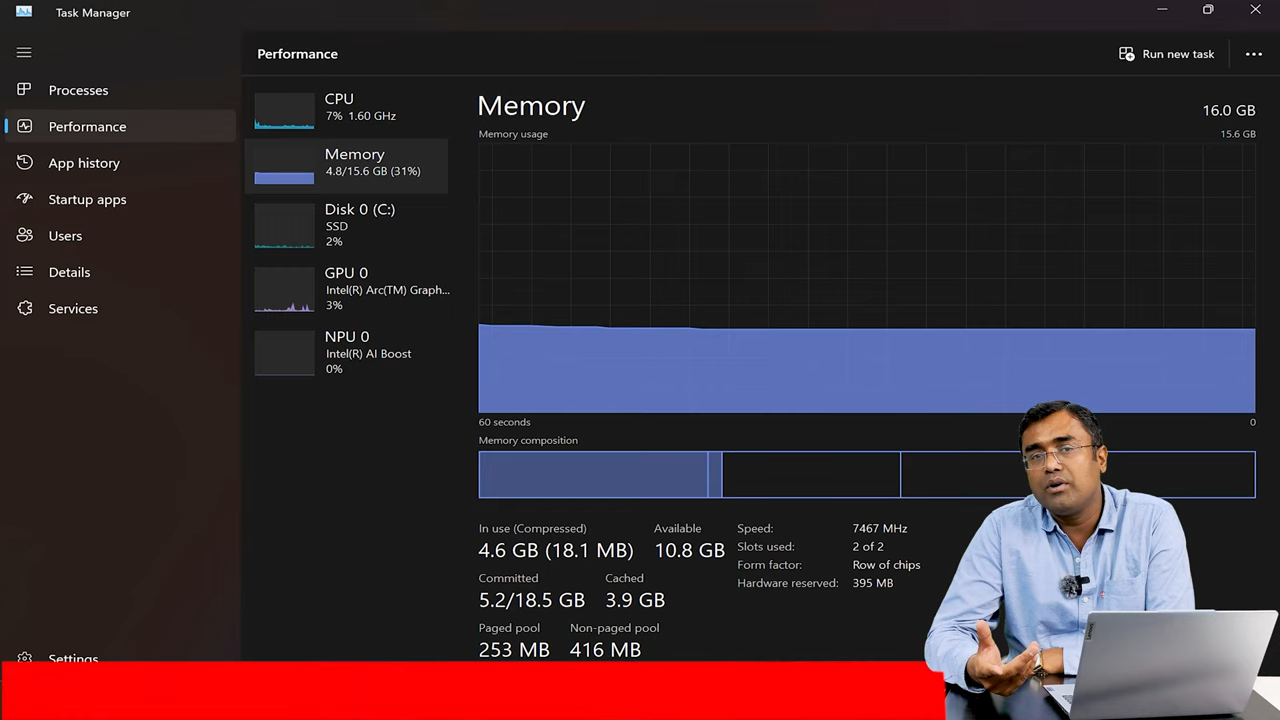 Task Manager
Performance
Run new task
Processes
Performance
App history
Startup apps
Users
Details
Services
Settings
CPU
7% 1.60 GHz
Memory
4.8/15.6 GB (31%)
Disk 0 (C:)
SSD
2%
GPU 0
Intel(R) Arc(TM) Graph...
3%
NPU 0
Intel(R) AI Boost
0%
Memory
16.0 GB
Memory usage
15.6 GB
60 seconds
0
Memory composition
In use (Compressed)
4.6 GB (18.1 MB)
Available
10.8 GB
Committed
5.2/18.5 GB
Cached
3.9 GB
Paged pool
253 MB
Non-paged pool
416 MB
Speed: 7467 MHz
Slots used: 2 of 2
Form factor: Row of chips
Hardware reserved: 395 MB
Lenovo